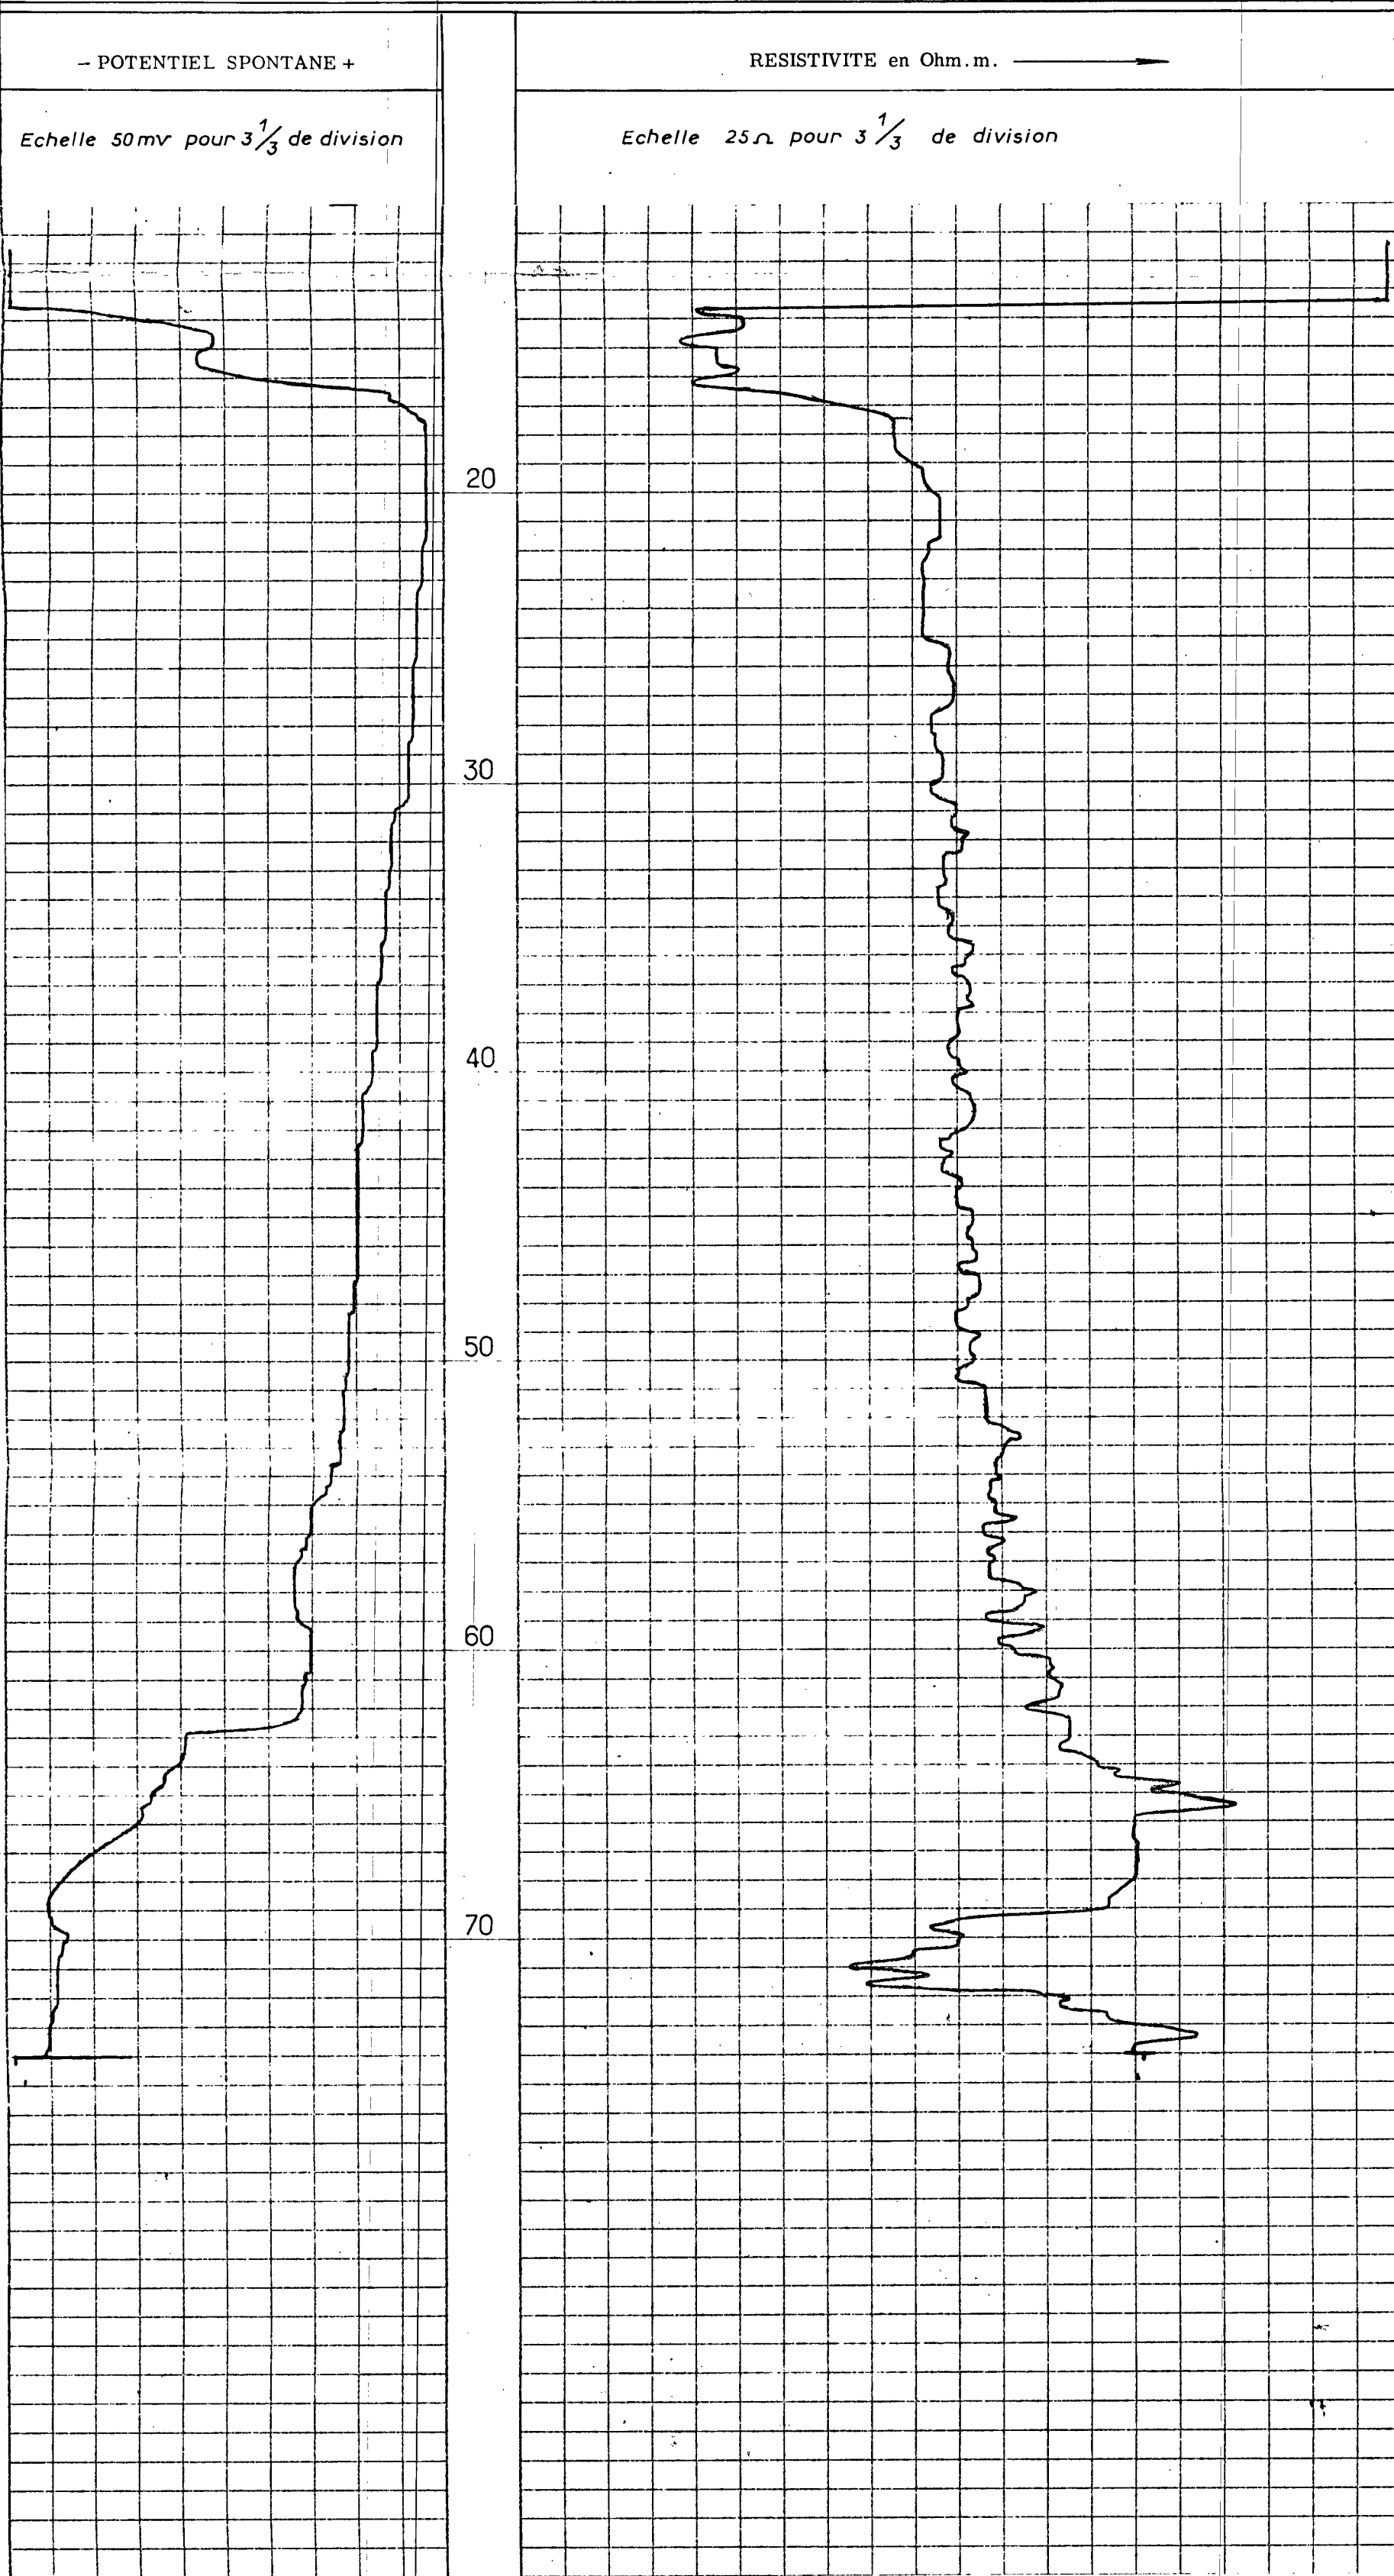 - POTENTIEL SPONTANE +
RESISTIVITE en Ohm.m.
Echelle 50mv pour 3 1/3 de division
Echelle 25Ω pour 3 1/3 de division
20
30
40
50
60
70